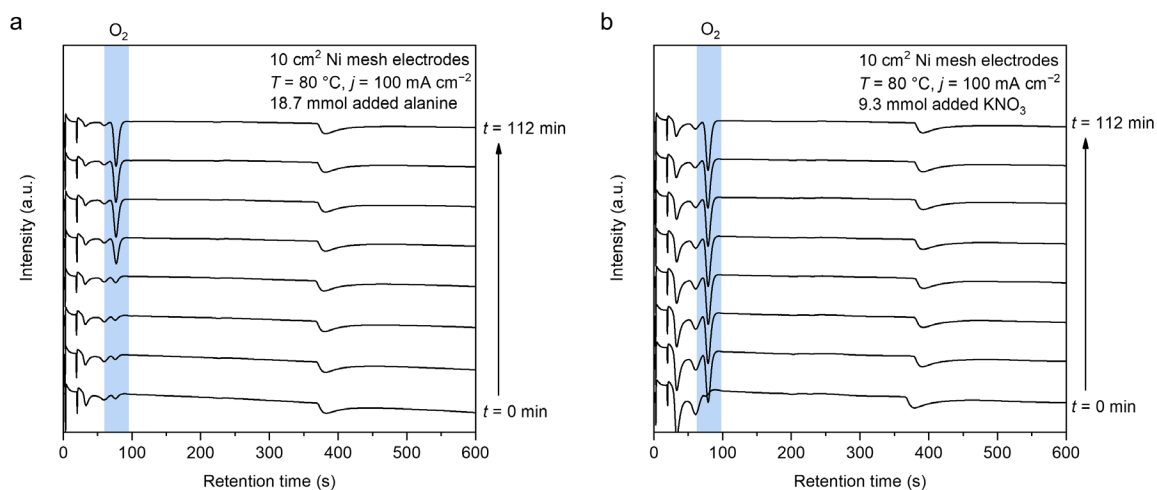 a
O₂
10 cm² Ni mesh electrodes
T = 80 °C, j = 100 mA cm⁻²
18.7 mmol added alanine
t = 112 min
t = 0 min
Intensity (a.u.)
0 100 200 300 400 500 600
Retention time (s)
b
O₂
10 cm² Ni mesh electrodes
T = 80 °C, j = 100 mA cm⁻²
9.3 mmol added KNO₃
t = 112 min
t = 0 min
Intensity (a.u.)
0 100 200 300 400 500 600
Retention time (s)